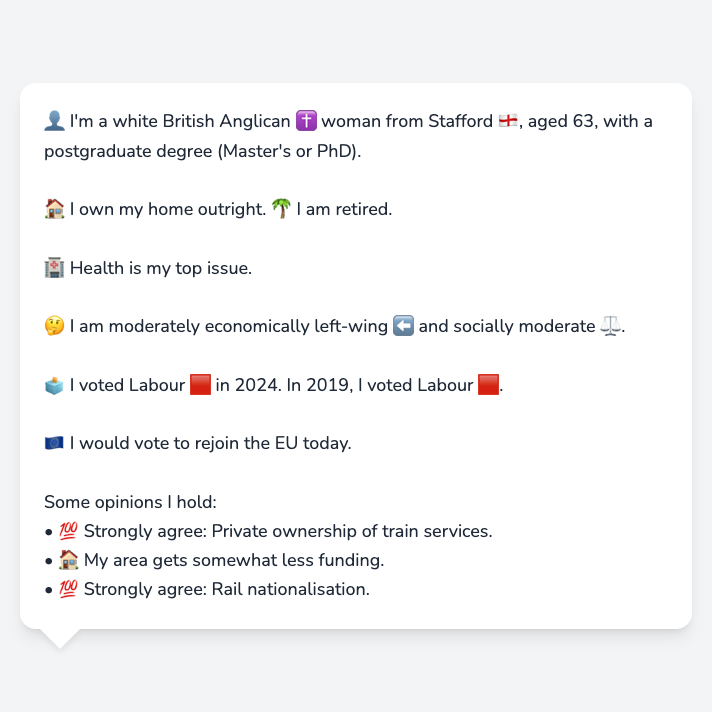 👤 I'm a white British Anglican ✝️ woman from Stafford 🏴󠁧󠁢󠁥󠁮󠁧󠁿, aged 63, with a
postgraduate degree (Master's or PhD).
🏠 I own my home outright. 🌴 I am retired.
🏥 Health is my top issue.
🤔 I am moderately economically left-wing ⬅️ and socially moderate ⚖️.
🗳️ I voted Labour 🟥 in 2024. In 2019, I voted Labour 🟥.
🇪🇺 I would vote to rejoin the EU today.
Some opinions I hold:
• 💯 Strongly agree: Private ownership of train services.
• 🏠 My area gets somewhat less funding.
• 💯 Strongly agree: Rail nationalisation.